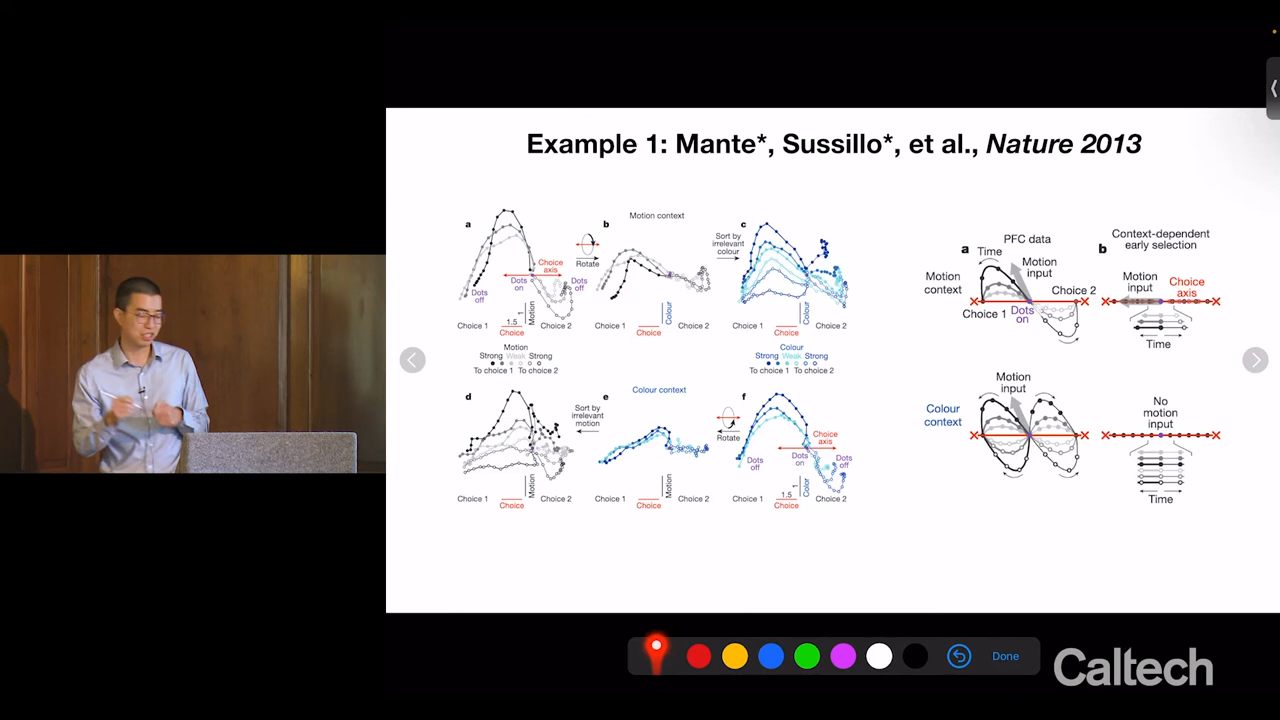 Example 1: Mante*, Sussillo*, et al., Nature 2013
a
b
Motion context
c
Choice axis
Rotate
Sort by irrelevant colour
Dots off
Dots on
Dots off
1
1.5
Motion
Choice 1
Choice
Choice 2
Colour
Choice 1
Choice
Choice 2
Colour
Choice 1
Choice
Choice 2
Motion
Strong Weak Strong
To choice 1 To choice 2
Colour
Strong Weak Strong
To choice 1 To choice 2
d
Colour context
e
f
Sort by irrelevant motion
Rotate
Choice axis
Dots off
Dots on
Dots off
Motion
Choice 1
Choice
Choice 2
Motion
Choice 1
Choice
Choice 2
1
1.5
Color
Choice 1
Choice
Choice 2
a
PFC data
Time
Motion input
Motion context
Choice 2
Choice 1
Dots on
b
Context-dependent early selection
Motion input
Choice axis
Time
Motion input
Colour context
No motion input
Time
Done
Caltech